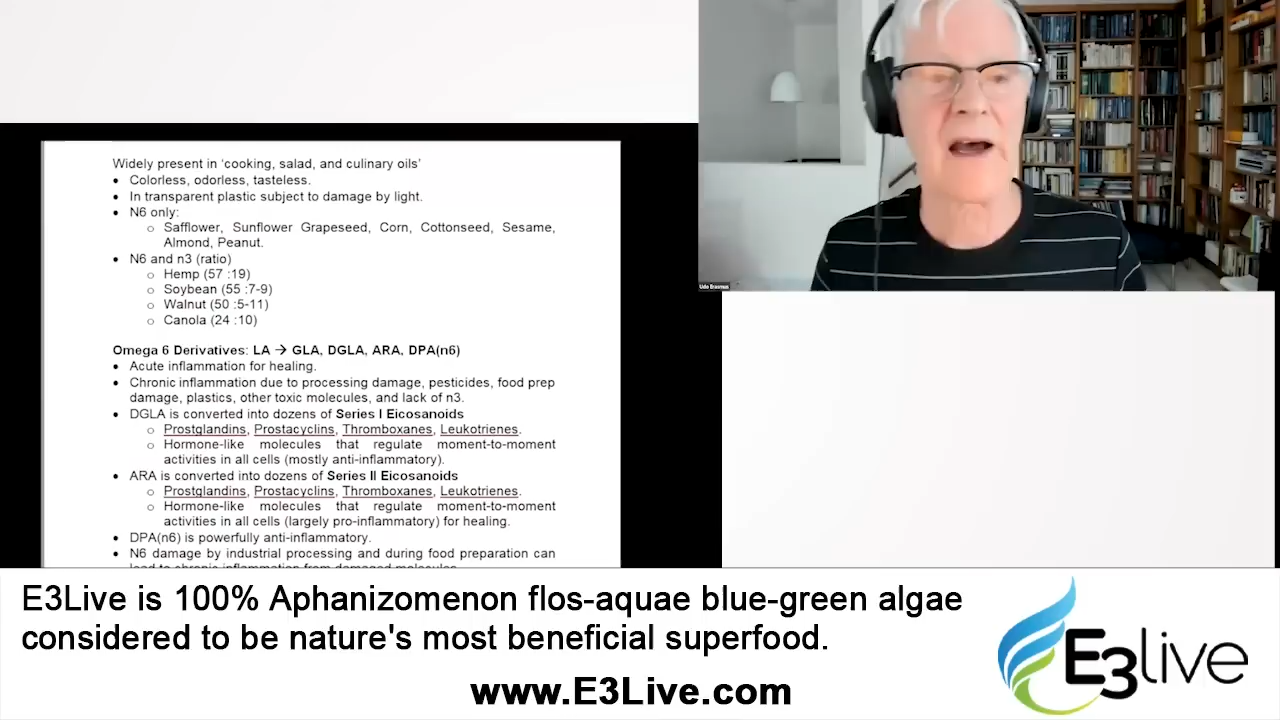 Widely present in 'cooking, salad, and culinary oils'
• Colorless, odorless, tasteless.
• In transparent plastic subject to damage by light.
• N6 only:
o Safflower, Sunflower Grapeseed, Corn, Cottonseed, Sesame,
Almond, Peanut.
• N6 and n3 (ratio)
o Hemp (57 :19)
o Soybean (55 :7-9)
o Walnut (50 :5-11)
o Canola (24 :10)
Omega 6 Derivatives: LA → GLA, DGLA, ARA, DPA(n6)
• Acute inflammation for healing.
• Chronic inflammation due to processing damage, pesticides, food prep
damage, plastics, other toxic molecules, and lack of n3.
• DGLA is converted into dozens of Series I Eicosanoids
o Prostglandins, Prostacyclins, Thromboxanes, Leukotrienes.
o Hormone-like molecules that regulate moment-to-moment
activities in all cells (mostly anti-inflammatory).
• ARA is converted into dozens of Series II Eicosanoids
o Prostglandins, Prostacyclins, Thromboxanes, Leukotrienes.
o Hormone-like molecules that regulate moment-to-moment
activities in all cells (largely pro-inflammatory) for healing.
• DPA(n6) is powerfully anti-inflammatory.
• N6 damage by industrial processing and during food preparation can
lead to chronic inflammation from damaged molecules.
Udo Erasmus
E3Live is 100% Aphanizomenon flos-aquae blue-green algae
considered to be nature's most beneficial superfood.
www.E3Live.com
E3live